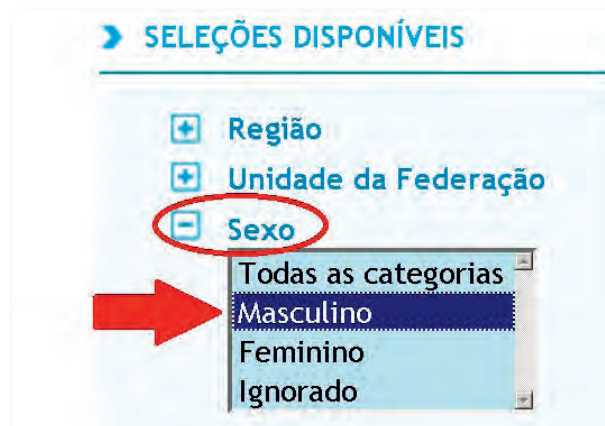 SELEÇÕES DISPONÍVEIS
Região
Unidade da Federação
Sexo
Todas as categorias
Masculino
Feminino
Ignorado